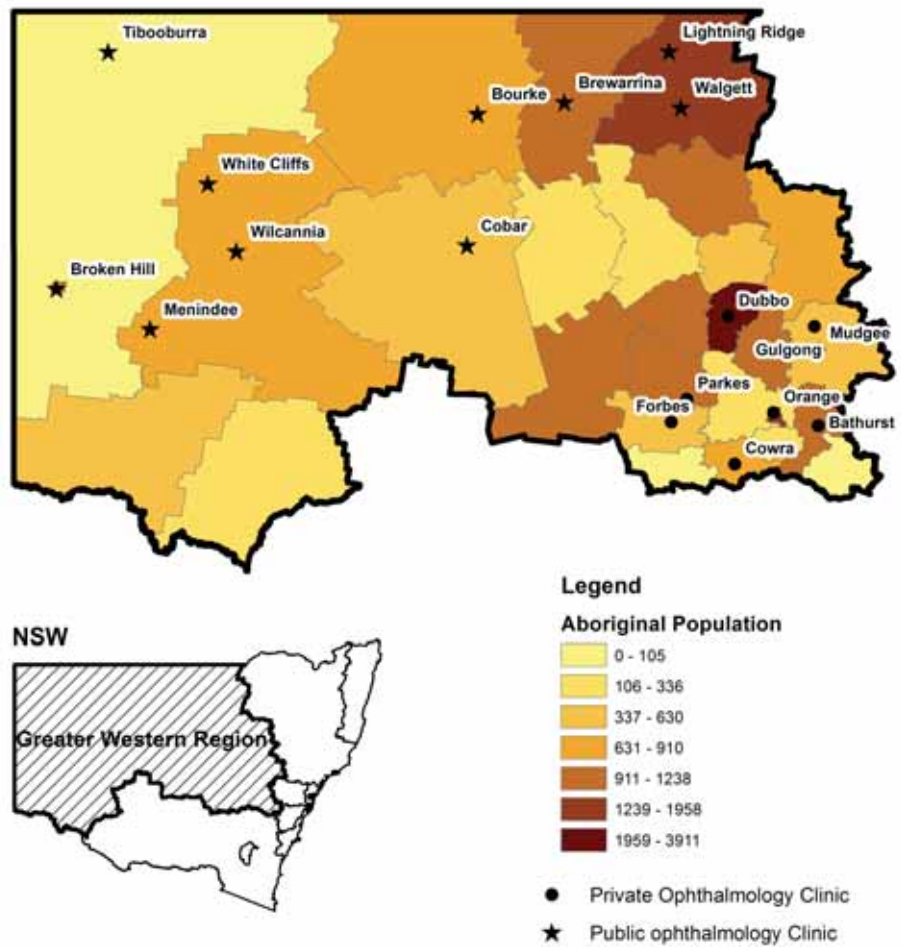 Tibooburra
Lightning Ridge
Bourke
Brewarrina
Walgett
White Cliffs
Wilcannia
Cobar
Broken Hill
Menindee
Dubbo
Mudgee
Gulgong
Parkes
Orange
Forbes
Bathurst
Cowra
Legend
Aboriginal Population
0 - 105
106 - 336
337 - 630
631 - 910
911 - 1238
1239 - 1958
1959 - 3911
Private Ophthalmology Clinic
Public ophthalmology Clinic
NSW
Greater Western Region